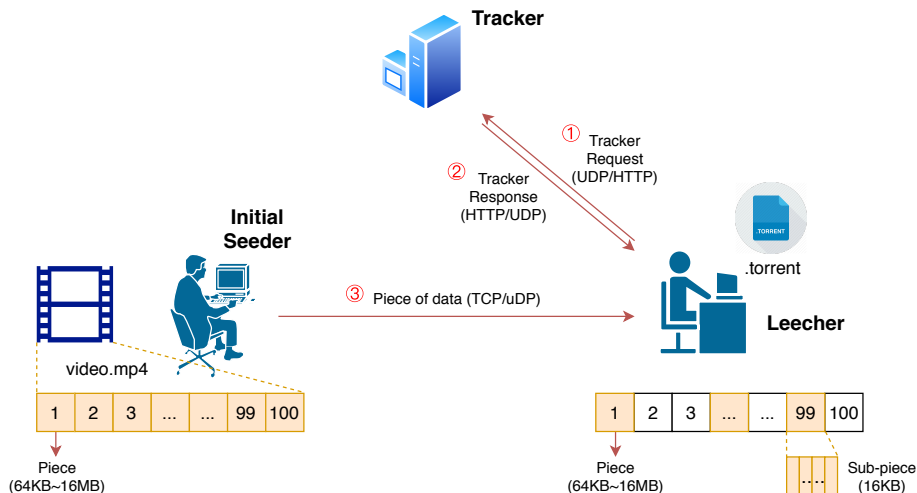 Tracker
①
Tracker
Request
(UDP/HTTP)
②
Tracker
Response
(HTTP/UDP)
.TORRENT
.torrent
Initial
Seeder
③ Piece of data (TCP/uDP)
Leecher
video.mp4
1 2 3 ... ... 99 100
Piece
(64KB~16MB)
1 2 3 ... ... 99 100
Piece
(64KB~16MB)
....
Sub-piece
(16KB)